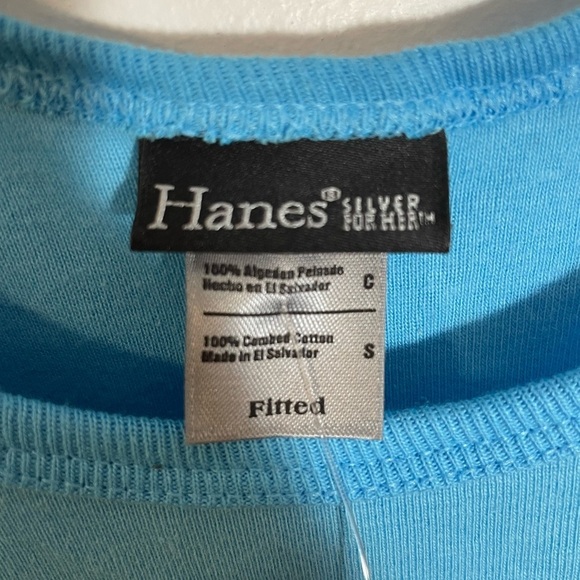 Hanes® SILVER
FOR HER™
100% Algodon Peinado
Hecho en El Salvador C
100% Combed Cotton
Made in El Salvador S
Fitted